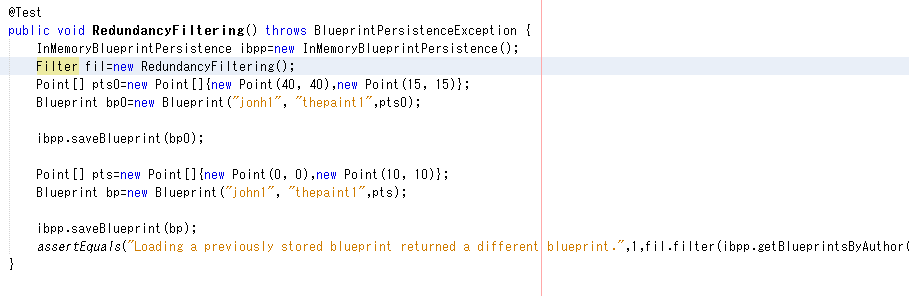 @Test
public void RedundancyFiltering() throws BlueprintPersistenceException {
InMemoryBlueprintPersistence ibpp=new InMemoryBlueprintPersistence();
Filter fil=new RedundancyFiltering();
Point[] pts0=new Point[]{new Point(40, 40),new Point(15, 15)};
Blueprint bp0=new Blueprint("jonh1", "thepaint1",pts0);
ibpp.saveBlueprint(bp0);
Point[] pts=new Point[]{new Point(0, 0),new Point(10, 10)};
Blueprint bp=new Blueprint("john1", "thepaint1",pts);
ibpp.saveBlueprint(bp);
assertEquals("Loading a previously stored blueprint returned a different blueprint.",1,fil.filter(ibpp.getBlueprintsByAuthor(
}